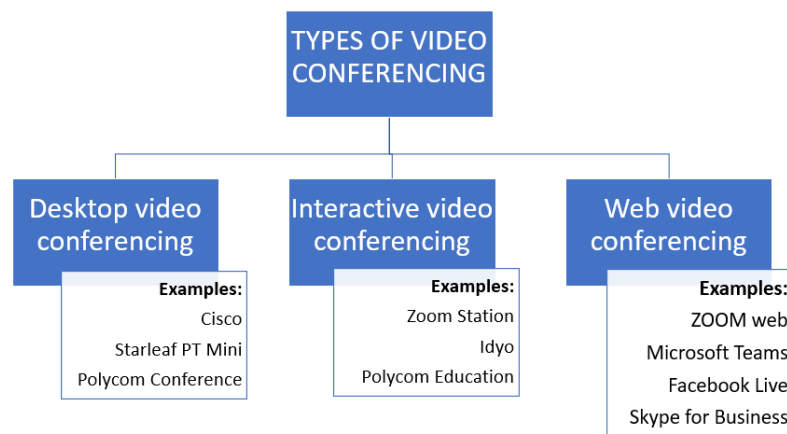 TYPES OF VIDEO
CONFERENCING
Desktop video
conferencing
Examples:
Cisco
Starleaf PT Mini
Polycom Conference
Interactive video
conferencing
Examples:
Zoom Station
Idyo
Polycom Education
Web video
conferencing
Examples:
ZOOM web
Microsoft Teams
Facebook Live
Skype for Business